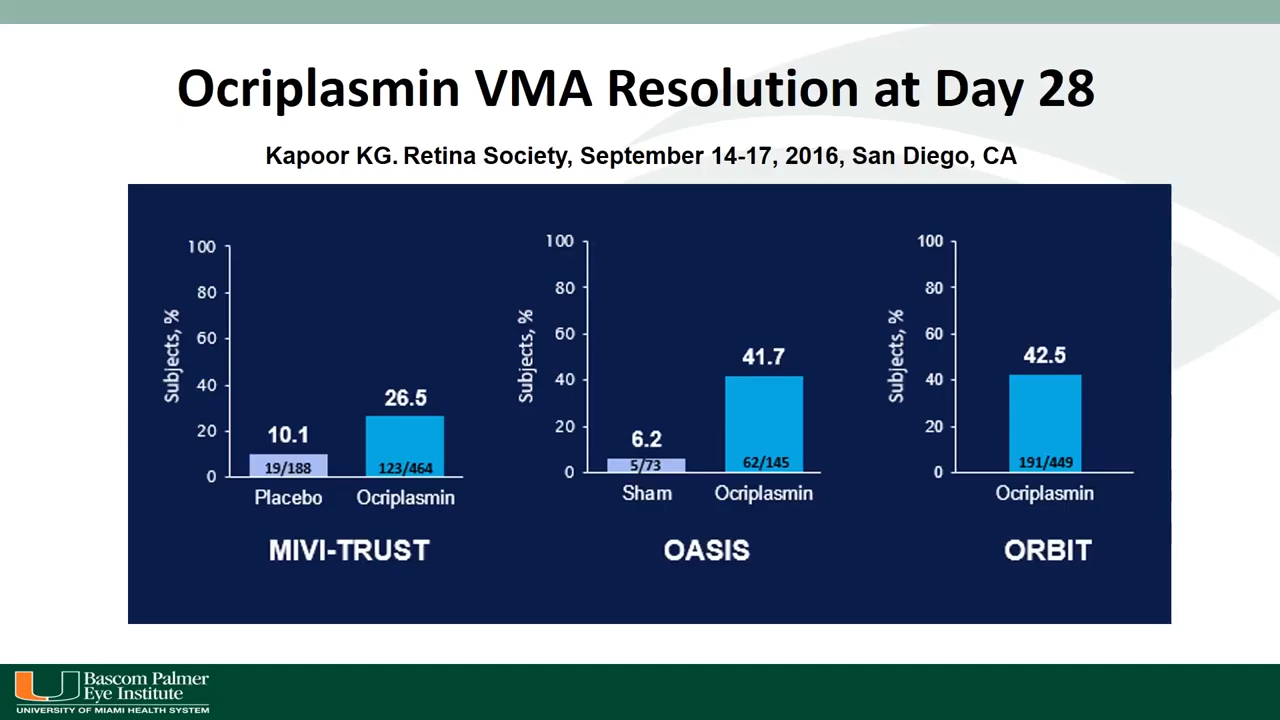 Ocriplasmin VMA Resolution at Day 28
Kapoor KG. Retina Society, September 14-17, 2016, San Diego, CA
Subjects, %
100
80
60
40
20
0
10.1
19/188
Placebo
26.5
123/464
Ocriplasmin
MIVI-TRUST
Subjects, %
100
80
60
40
20
0
6.2
5/73
Sham
41.7
62/145
Ocriplasmin
OASIS
Subjects, %
100
80
60
40
20
0
42.5
191/449
Ocriplasmin
ORBIT
Bascom Palmer
Eye Institute
UNIVERSITY OF MIAMI HEALTH SYSTEM